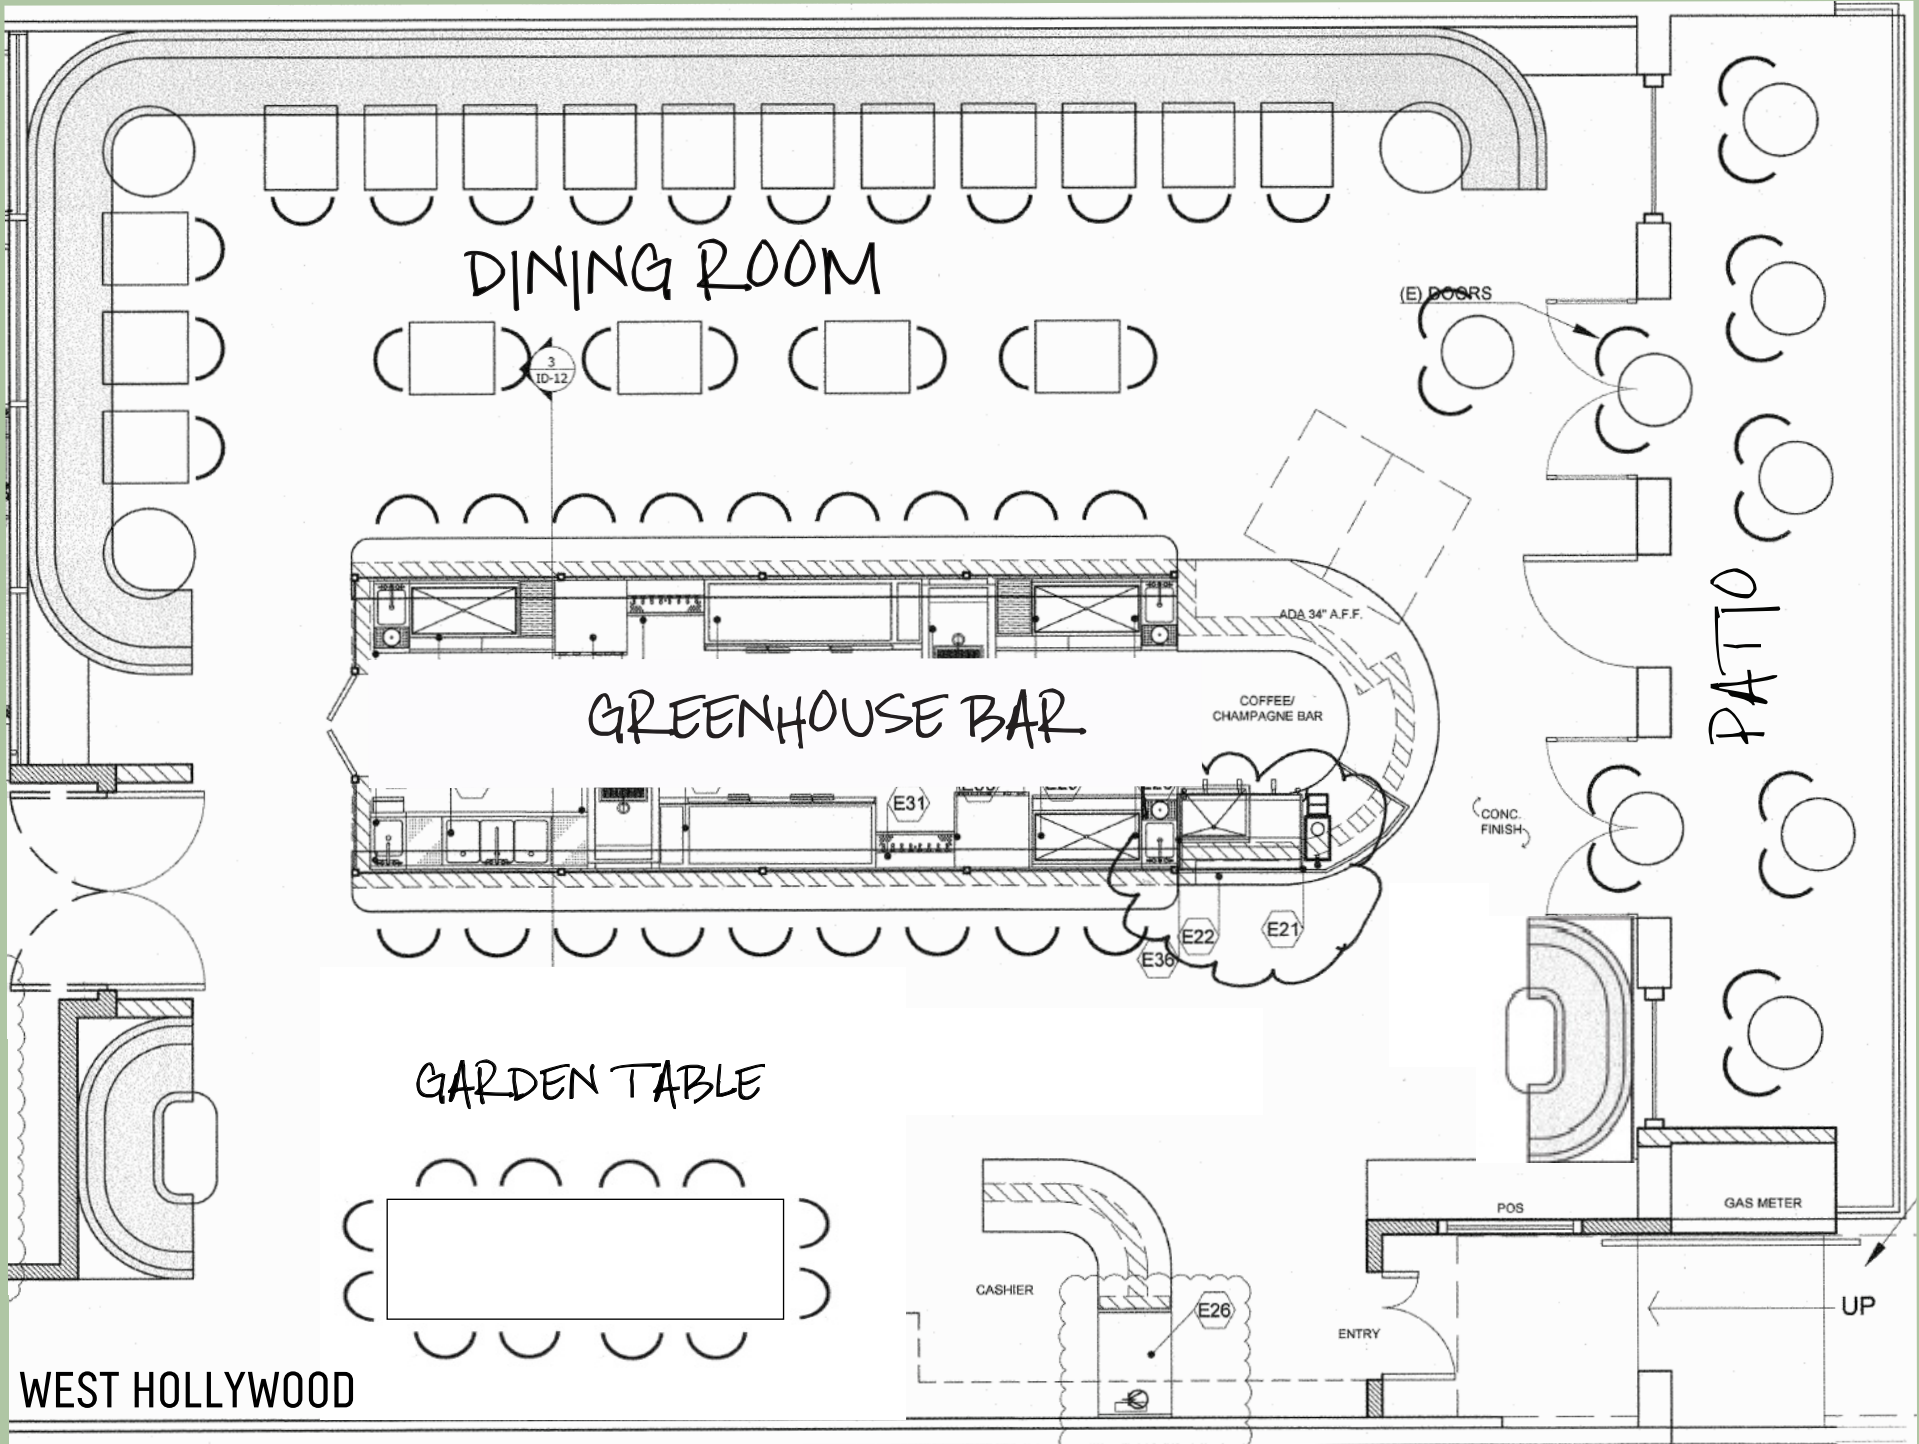 DINING ROOM
(E) DOORS
3
ID-12
ADA 34" A.F.F.
PATIO
GREENHOUSE BAR
COFFEE/
CHAMPAGNE BAR
E31
CONC.
FINISH
E22
E21
E36
GARDEN TABLE
POS
GAS METER
CASHIER
E26
UP
ENTRY
WEST HOLLYWOOD